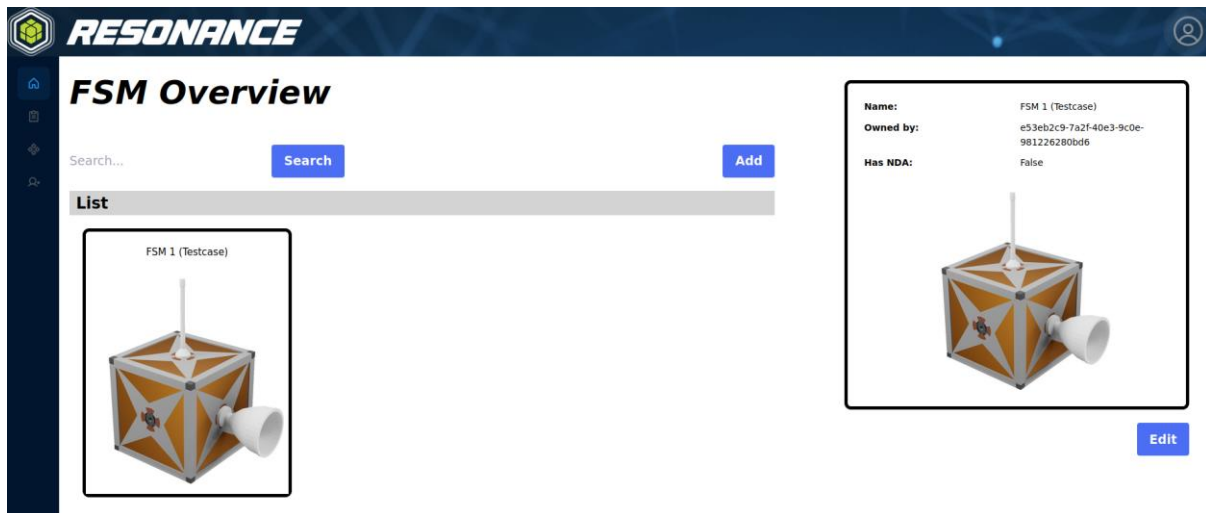 RESONANCE
FSM Overview
Search...
Search
Add
List
FSM 1 (Testcase)
Name: FSM 1 (Testcase)
Owned by: e53eb2c9-7a2f-40e3-9c0e-
981226280bd6
Has NDA: False
Edit